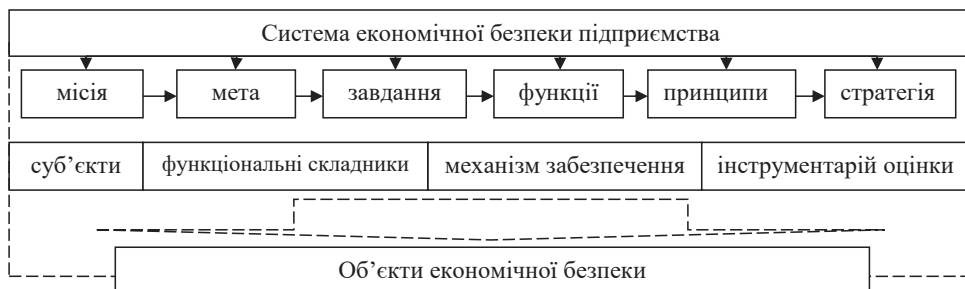 Система економічної безпеки підприємства
місія мета завдання функції принципи стратегія
суб’єкти функціональні складники механізм забезпечення інструментарій оцінки
Об’єкти економічної безпеки